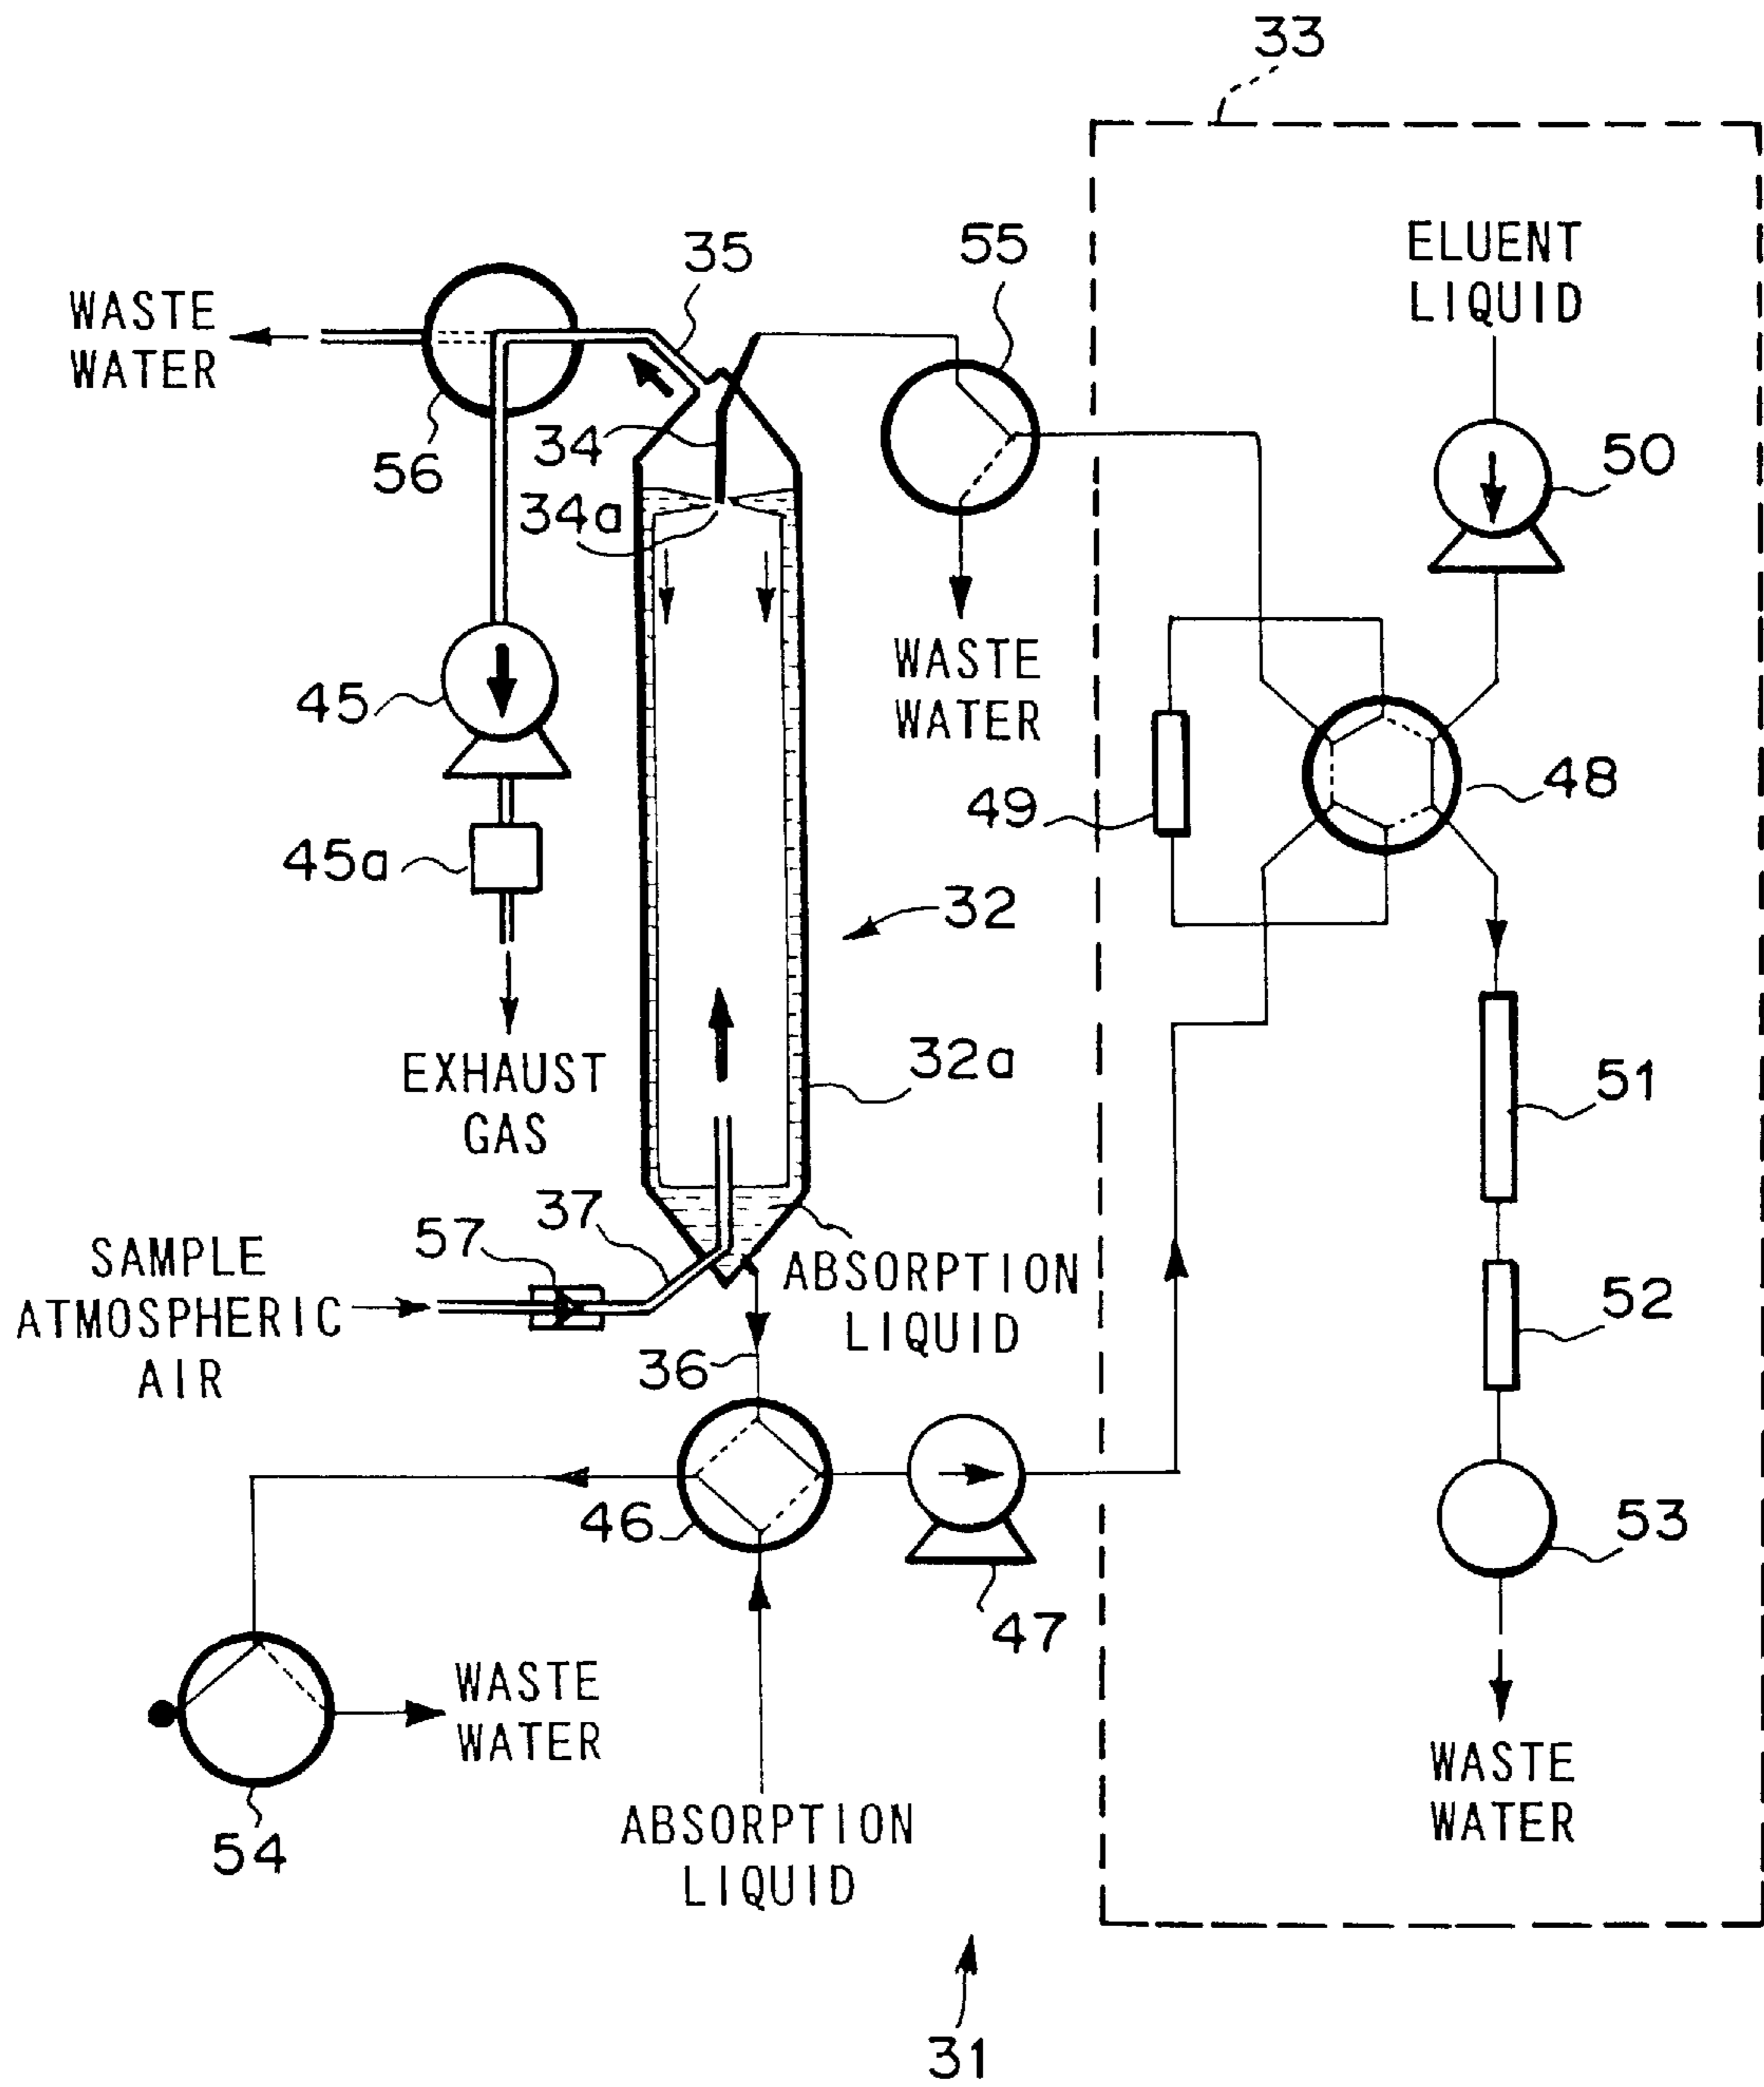 33
ELUENT
LIQUID
55
35
WASTE
WATER
50
34
56
34a
WASTE
WATER
45
48
49
45a
32
EXHAUST
GAS
32a
51
37
57
SAMPLE
ATMOSPHERIC
AIR
ABSORPTION
LIQUID
52
36
46
53
47
WASTE
WATER
WASTE
WATER
54
ABSORPTION
LIQUID
31